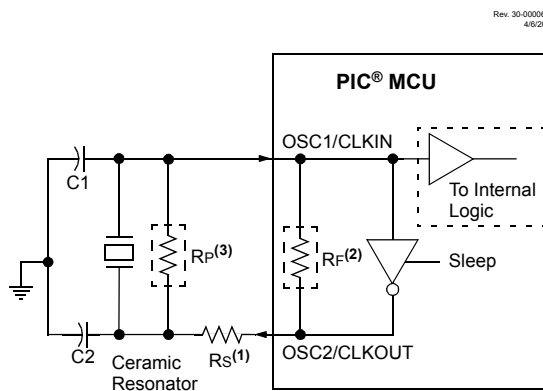 Rev. 30-00006
4/6/20
PIC® MCU
OSC1/CLKIN
C1
To Internal
Logic
RP(3)
RF(2)
Sleep
C2
Ceramic
Resonator
RS(1)
OSC2/CLKOUT